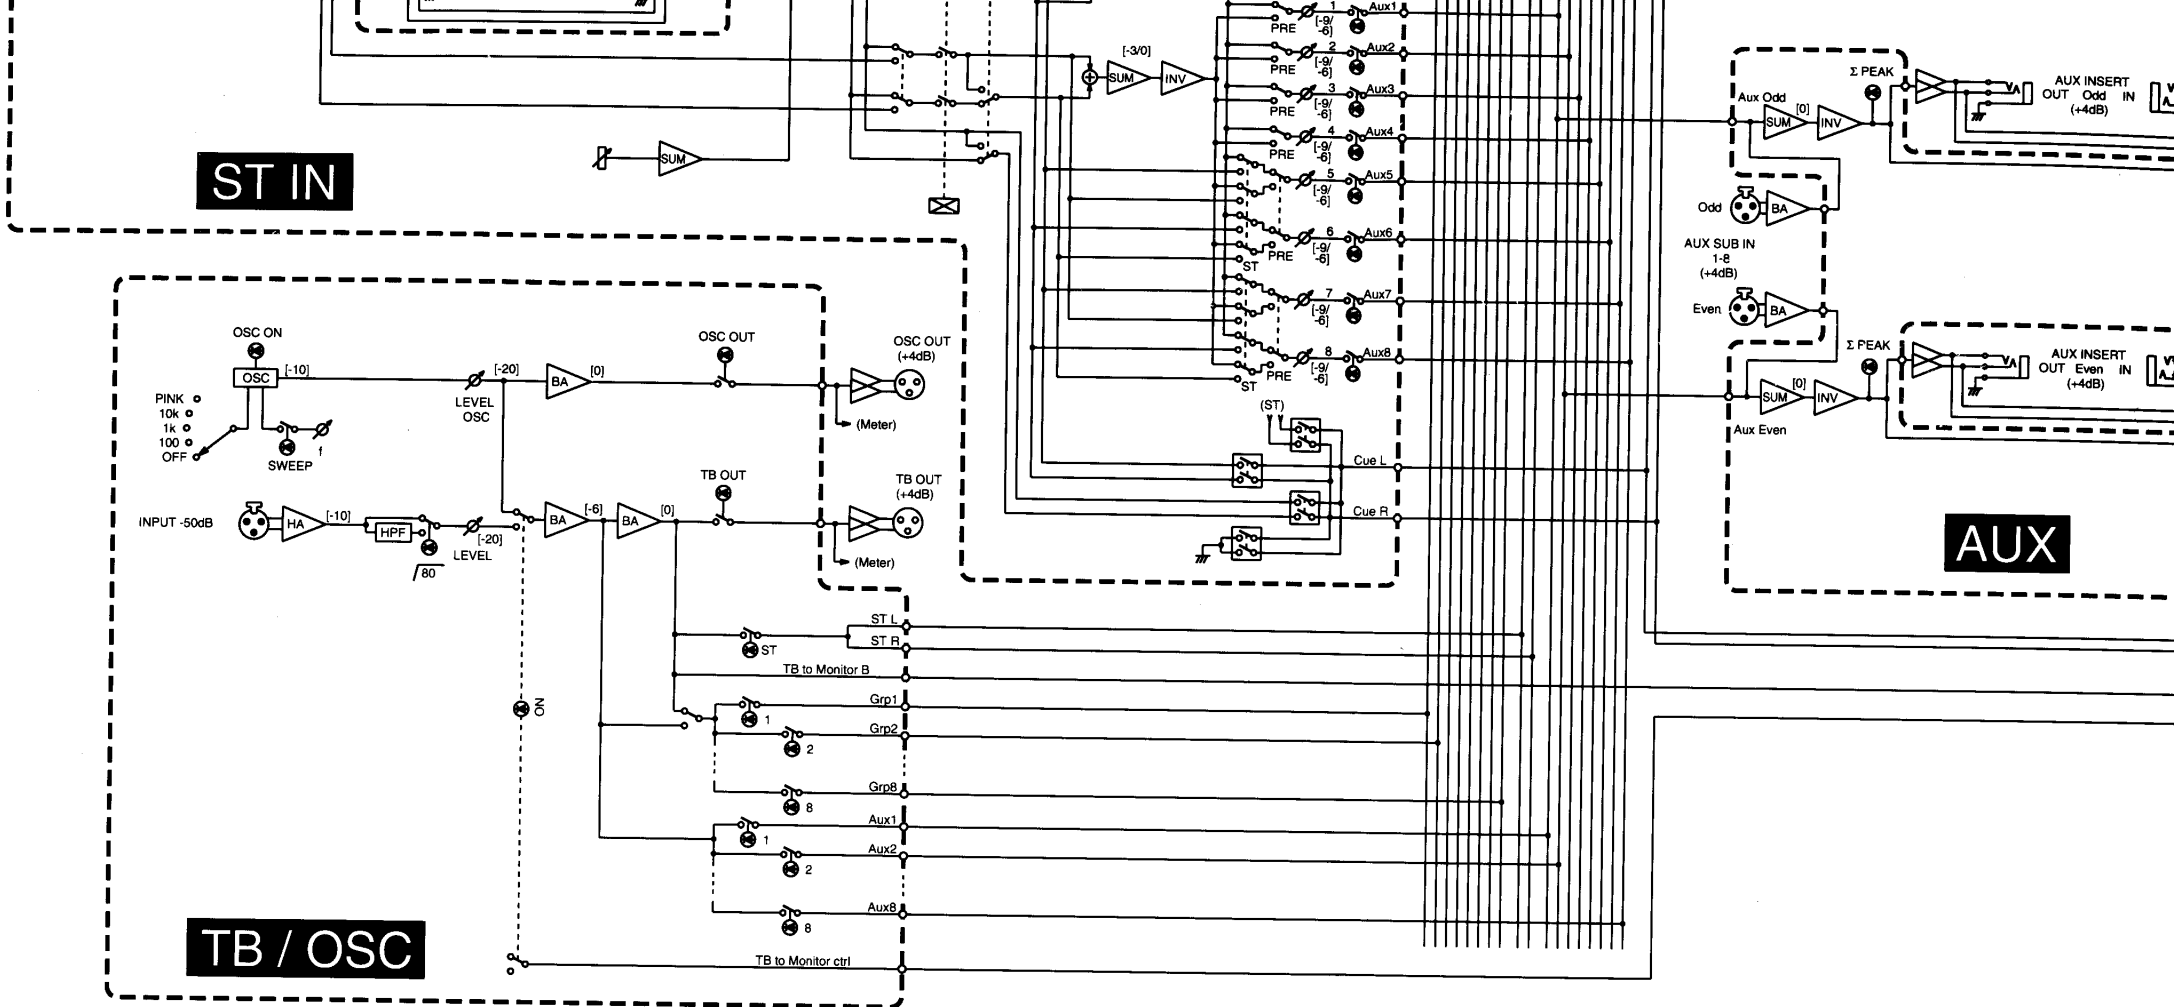 ST IN
SUM
[-3/0]
SUM
INV
1
[-9/
-6]
Aux1
PRE
2
[-9/
-6]
Aux2
PRE
3
[-9/
-6]
Aux3
PRE
4
[-9/
-6]
Aux4
PRE
5
[-9/
-6]
Aux5
6
[-9/
-6]
Aux6
PRE
ST
7
[-9/
-6]
Aux7
8
[-9/
-6]
Aux8
PRE
ST
(ST)
Cue L
Cue R
Σ PEAK
Aux Odd
SUM
[0]
INV
AUX INSERT
OUT Odd IN
(+4dB)
Odd
BA
AUX SUB IN
1-8
(+4dB)
Even
BA
Σ PEAK
SUM
[0]
INV
Aux Even
AUX INSERT
OUT Even IN
(+4dB)
AUX
OSC ON
OSC
[-10]
PINK
10k
1k
100
OFF
SWEEP
f
[-20]
LEVEL
OSC
BA
[0]
OSC OUT
OSC OUT
(+4dB)
(Meter)
INPUT -50dB
HA
[-10]
HPF
80
[-20]
LEVEL
BA
[-6]
BA
[0]
TB OUT
TB OUT
(+4dB)
(Meter)
ON
ST
ST L
ST R
TB to Monitor B
1
Grp1
2
Grp2
8
Grp8
1
Aux1
2
Aux2
8
Aux8
TB to Monitor ctrl
TB / OSC